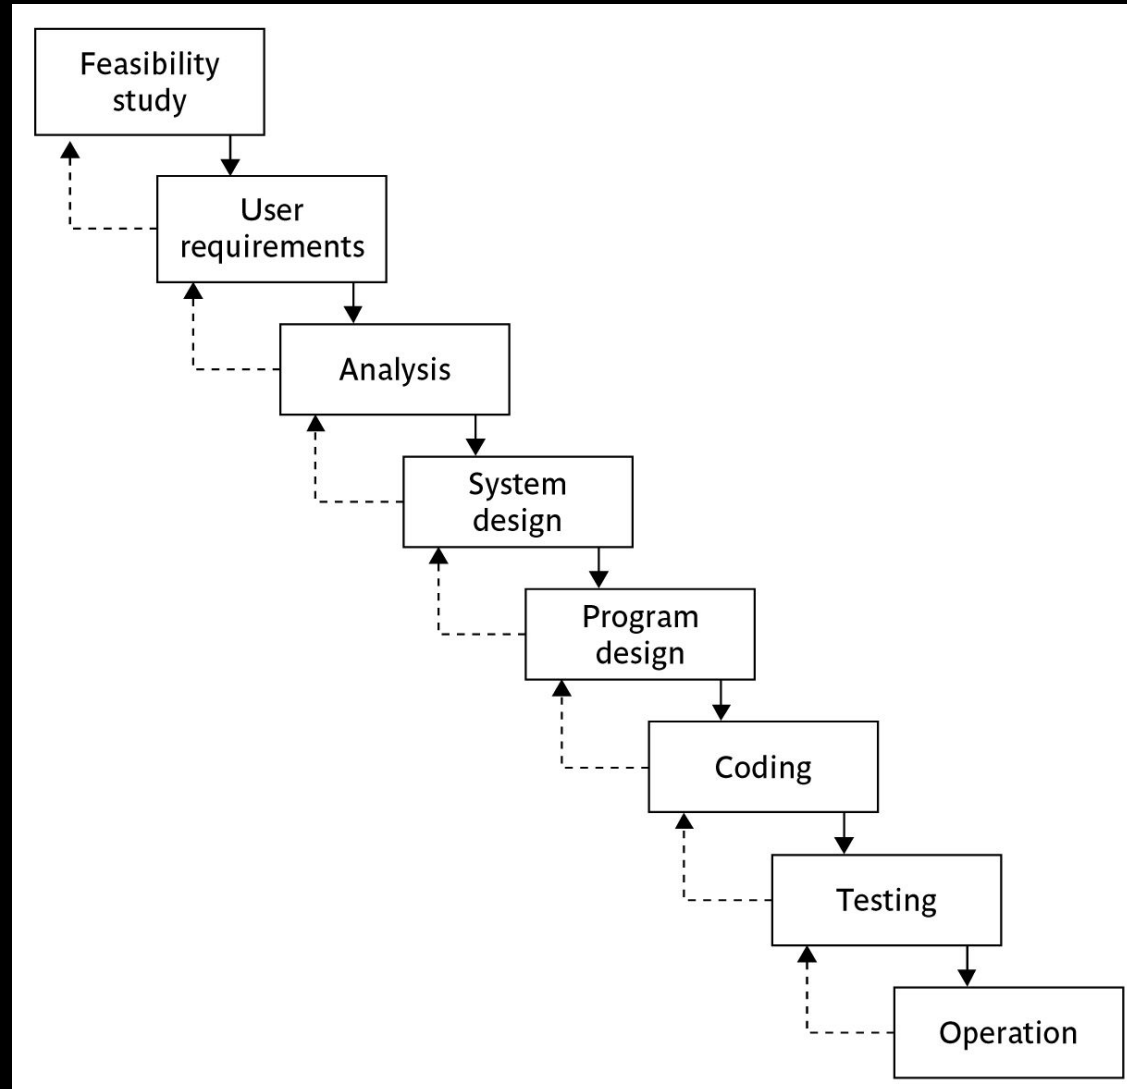 Feasibility
study
User
requirements
Analysis
System
design
Program
design
Coding
Testing
Operation